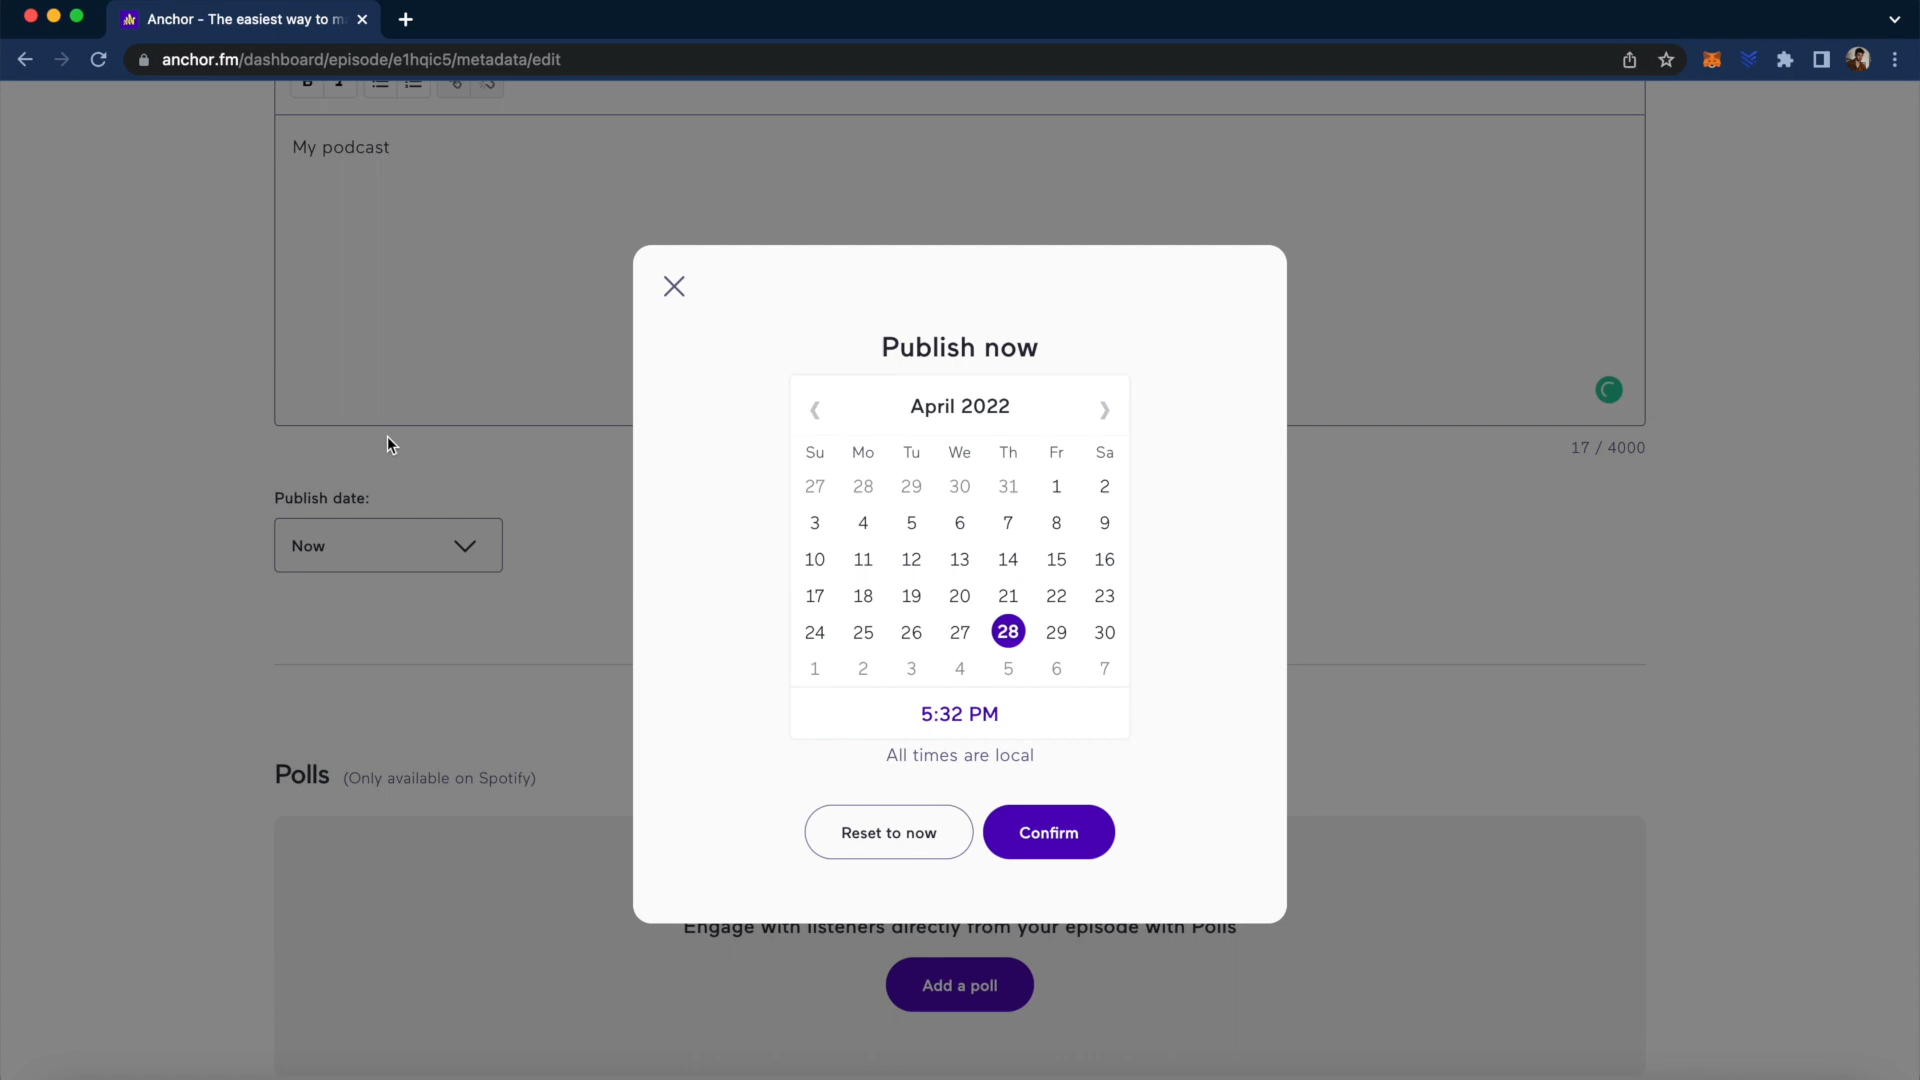 Anchor - The easiest way to m
anchor.fm/dashboard/episode/e1hqic5/metadata/edit
My podcast
17 / 4000
Publish date:
Now
Polls (Only available on Spotify)
Publish now
April 2022
Su Mo Tu We Th Fr Sa
27 28 29 30 31 1 2
3 4 5 6 7 8 9
10 11 12 13 14 15 16
17 18 19 20 21 22 23
24 25 26 27 28 29 30
1 2 3 4 5 6 7
5:32 PM
All times are local
Reset to now Confirm
Engage with listeners directly from your episode with Polls
Add a poll